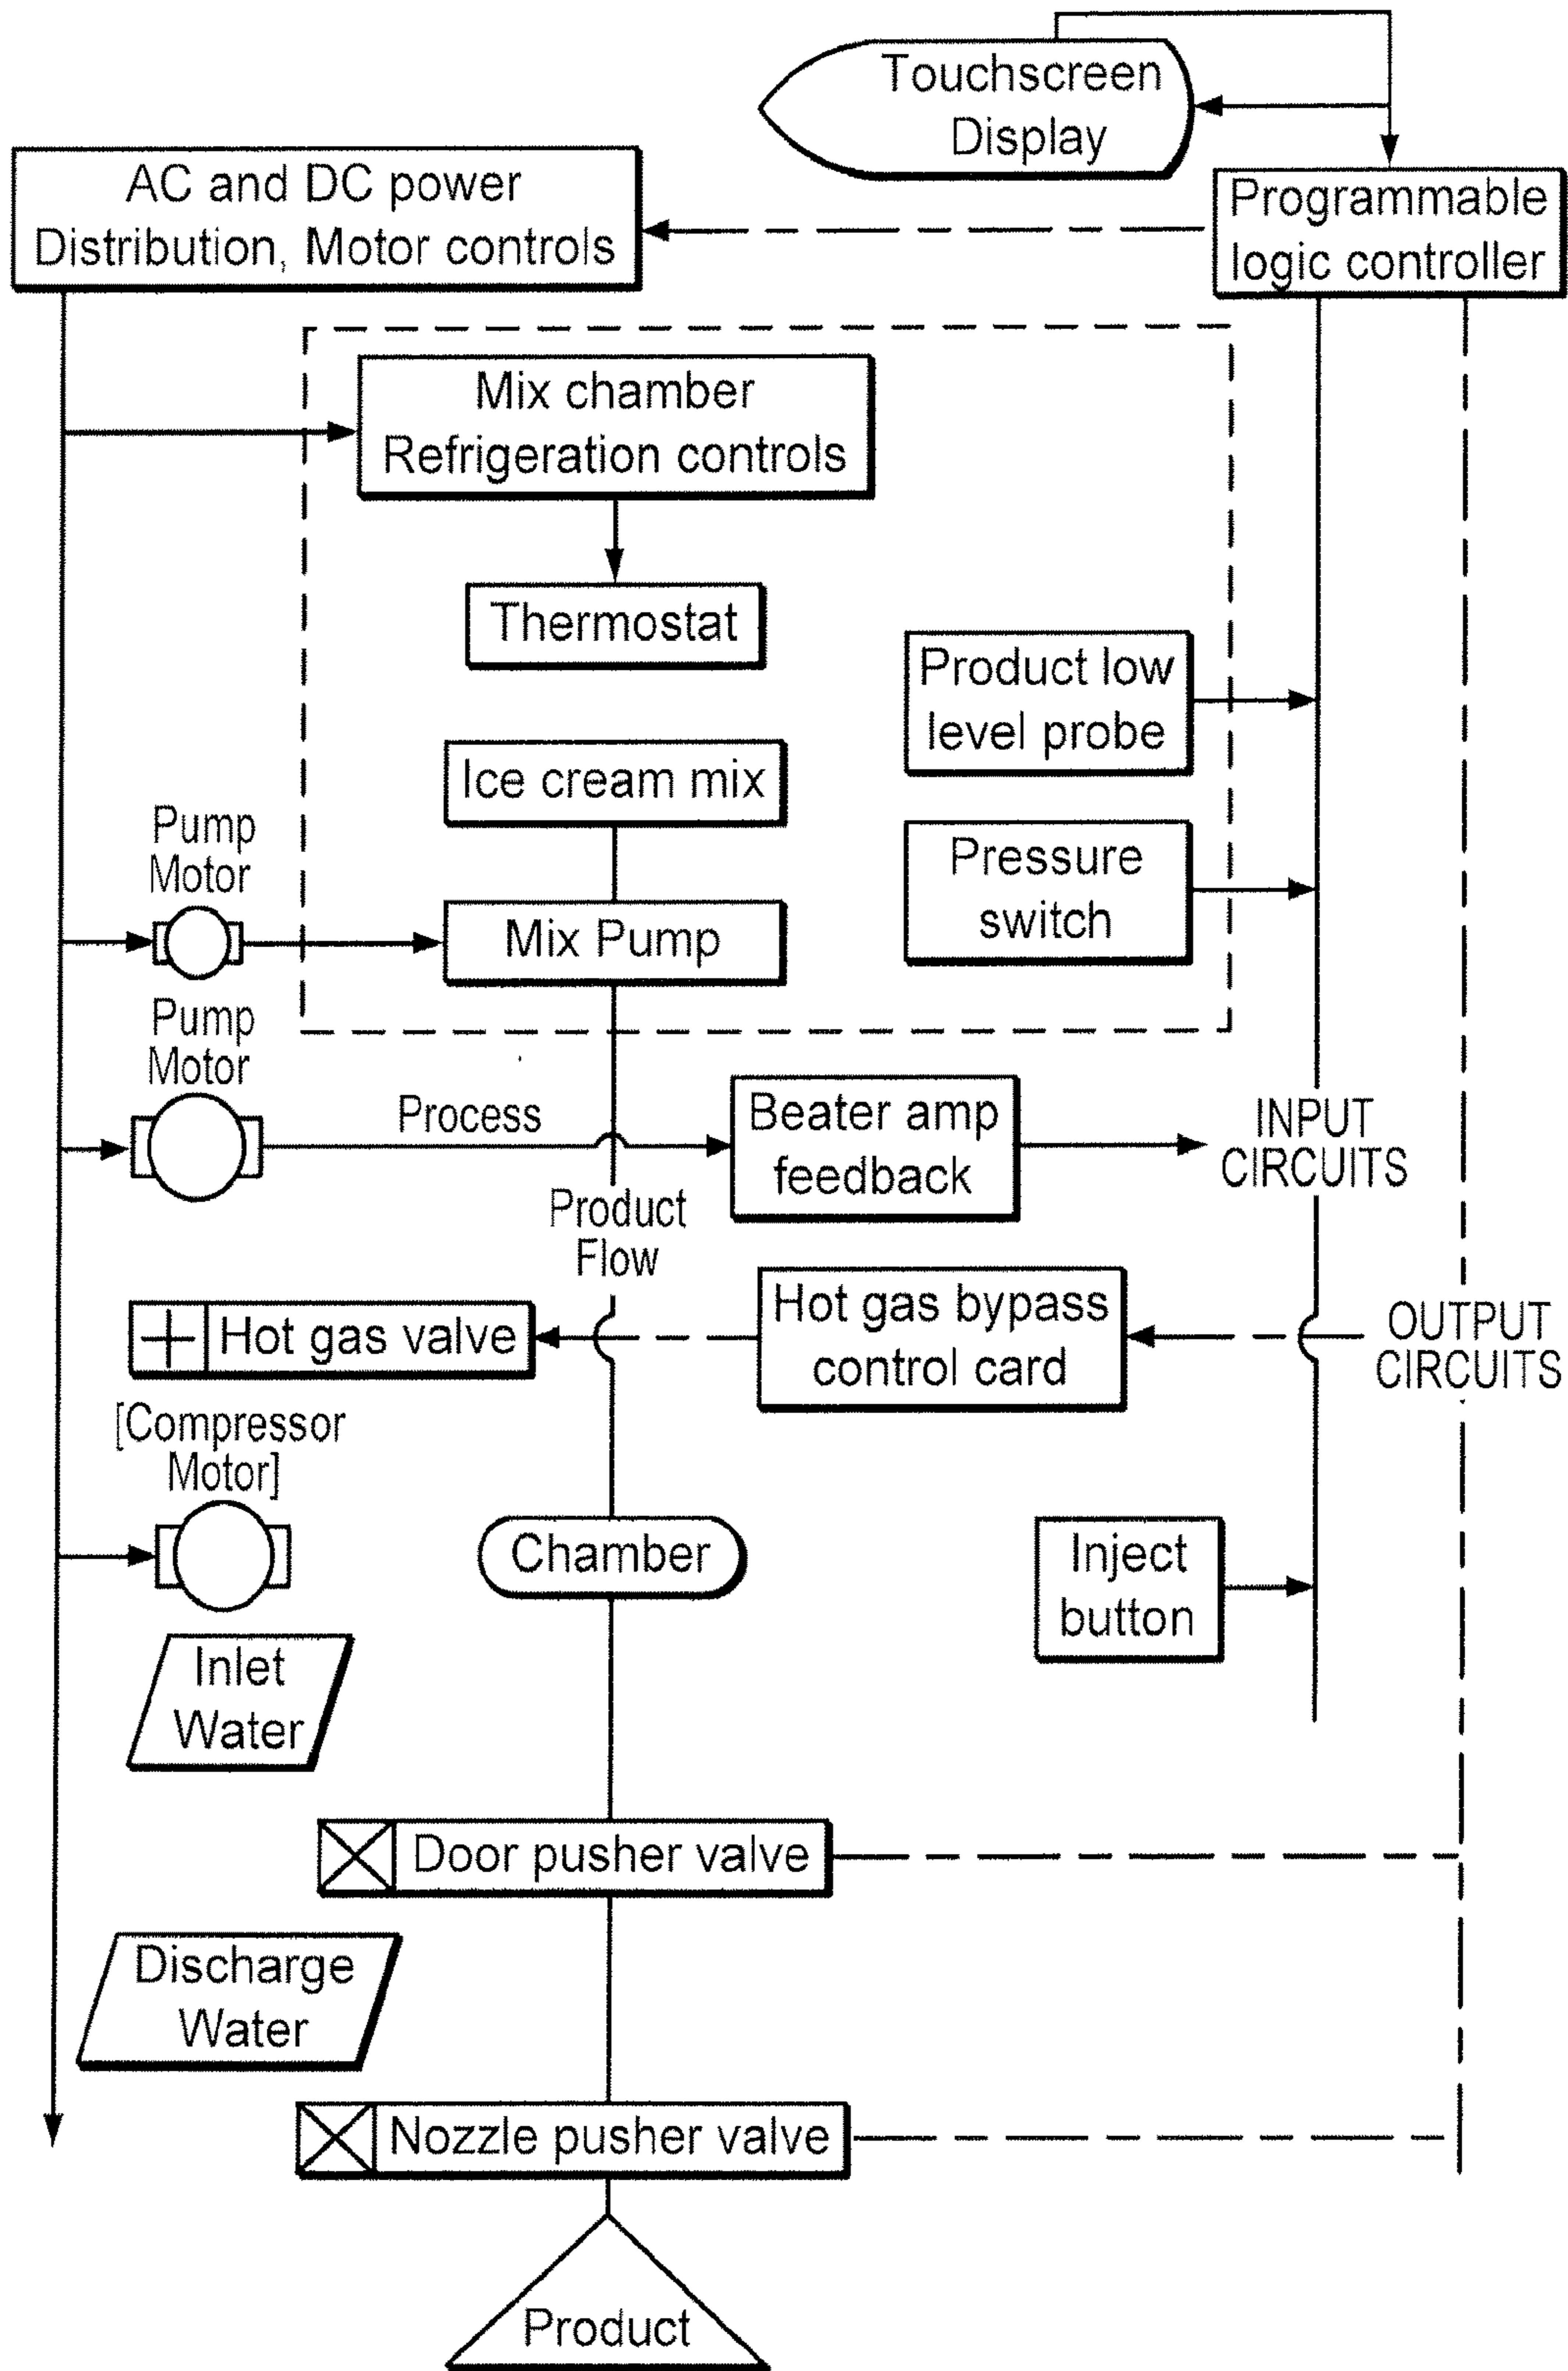 Touchscreen
Display
AC and DC power
Distribution, Motor controls
Programmable
logic controller
Mix chamber
Refrigeration controls
Thermostat
Product low
level probe
Ice cream mix
Pump
Motor
Pressure
switch
Mix Pump
Pump
Motor
Process
Beater amp
feedback
INPUT
CIRCUITS
Product
Flow
Hot gas valve
Hot gas bypass
control card
OUTPUT
CIRCUITS
[Compressor
Motor]
Chamber
Inject
button
Inlet
Water
Door pusher valve
Discharge
Water
Nozzle pusher valve
Product